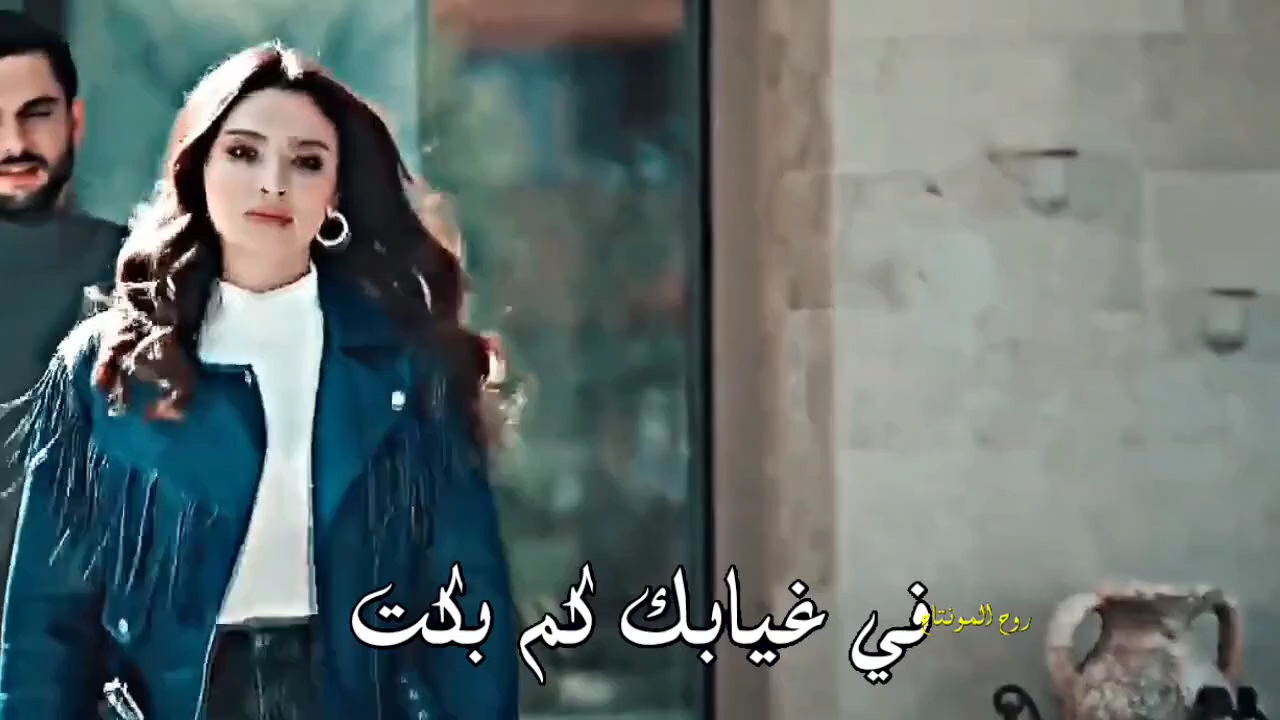 في غيابك كم بكت
روح المونتاج